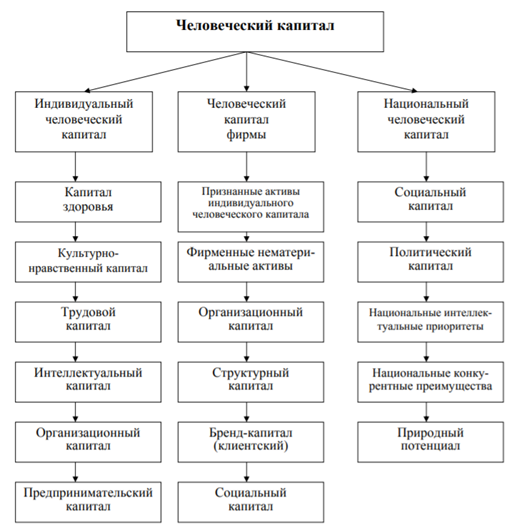 Человеческий капитал
Индивидуальный
человеческий
капитал
Человеческий
капитал
фирмы
Национальный
человеческий
капитал
Капитал
здоровья
Признанные активы
индивидуального
человеческого капитала
Социальный
капитал
Культурно-
нравственный капитал
Фирменные нематери-
альные активы
Политический
капитал
Трудовой
капитал
Организационный
капитал
Национальные интеллек-
туальные приоритеты
Интеллектуальный
капитал
Структурный
капитал
Национальные конку-
рентные преимущества
Организационный
капитал
Бренд-капитал
(клиентский)
Природный
потенциал
Предпринимательский
капитал
Социальный
капитал